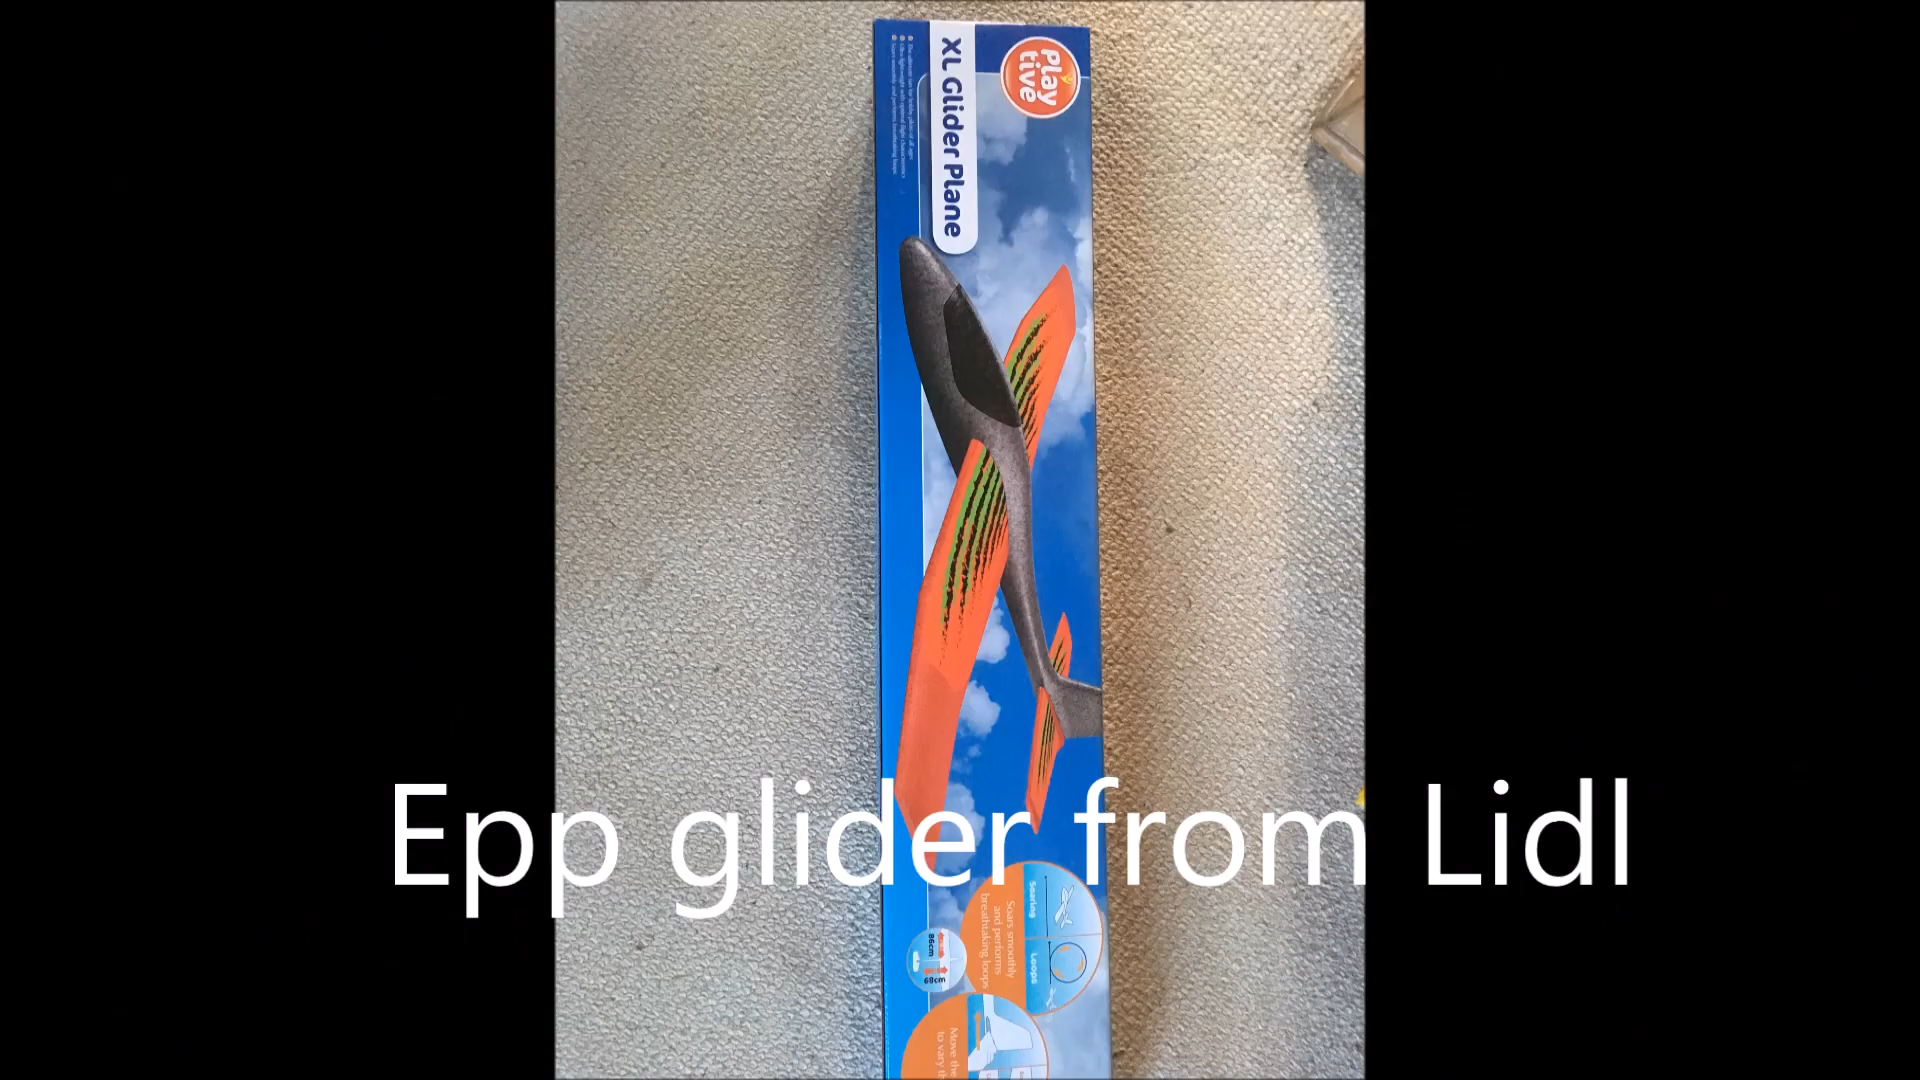 Play
tive
XL Glider Plane
Soaring
Loops
Soars smoothly
and performs
breathtaking loops
86cm
68cm
Move the
to vary th
Epp glider from Lidl